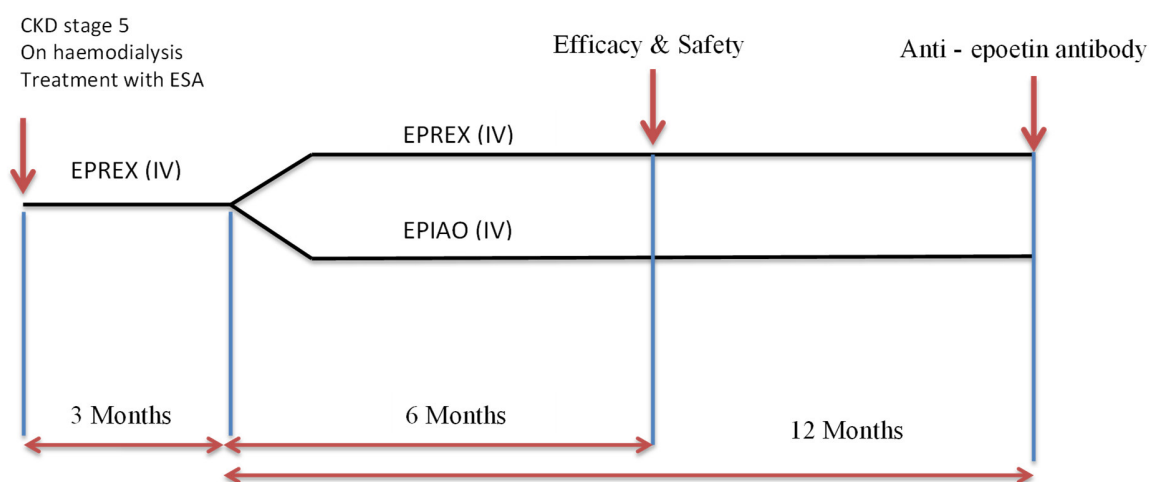 CKD stage 5
On haemodialysis
Treatment with ESA
Efficacy & Safety
Anti - epoetin antibody
EPREX (IV)
EPREX (IV)
EPIAO (IV)
3 Months
6 Months
12 Months